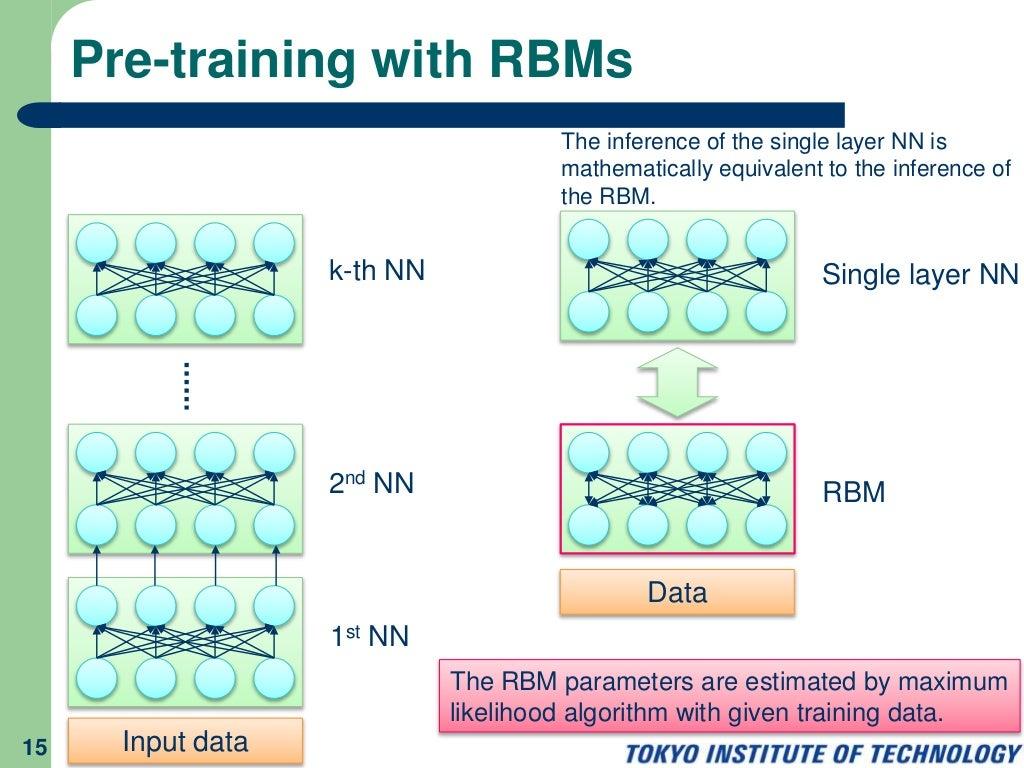 Pre-training with RBMs
The inference of the single layer NN is
mathematically equivalent to the inference of
the RBM.
k-th NN
Single layer NN
2nd NN
RBM
Data
1st NN
The RBM parameters are estimated by maximum
likelihood algorithm with given training data.
Input data
15
TOKYO INSTITUTE OF TECHNOLOGY